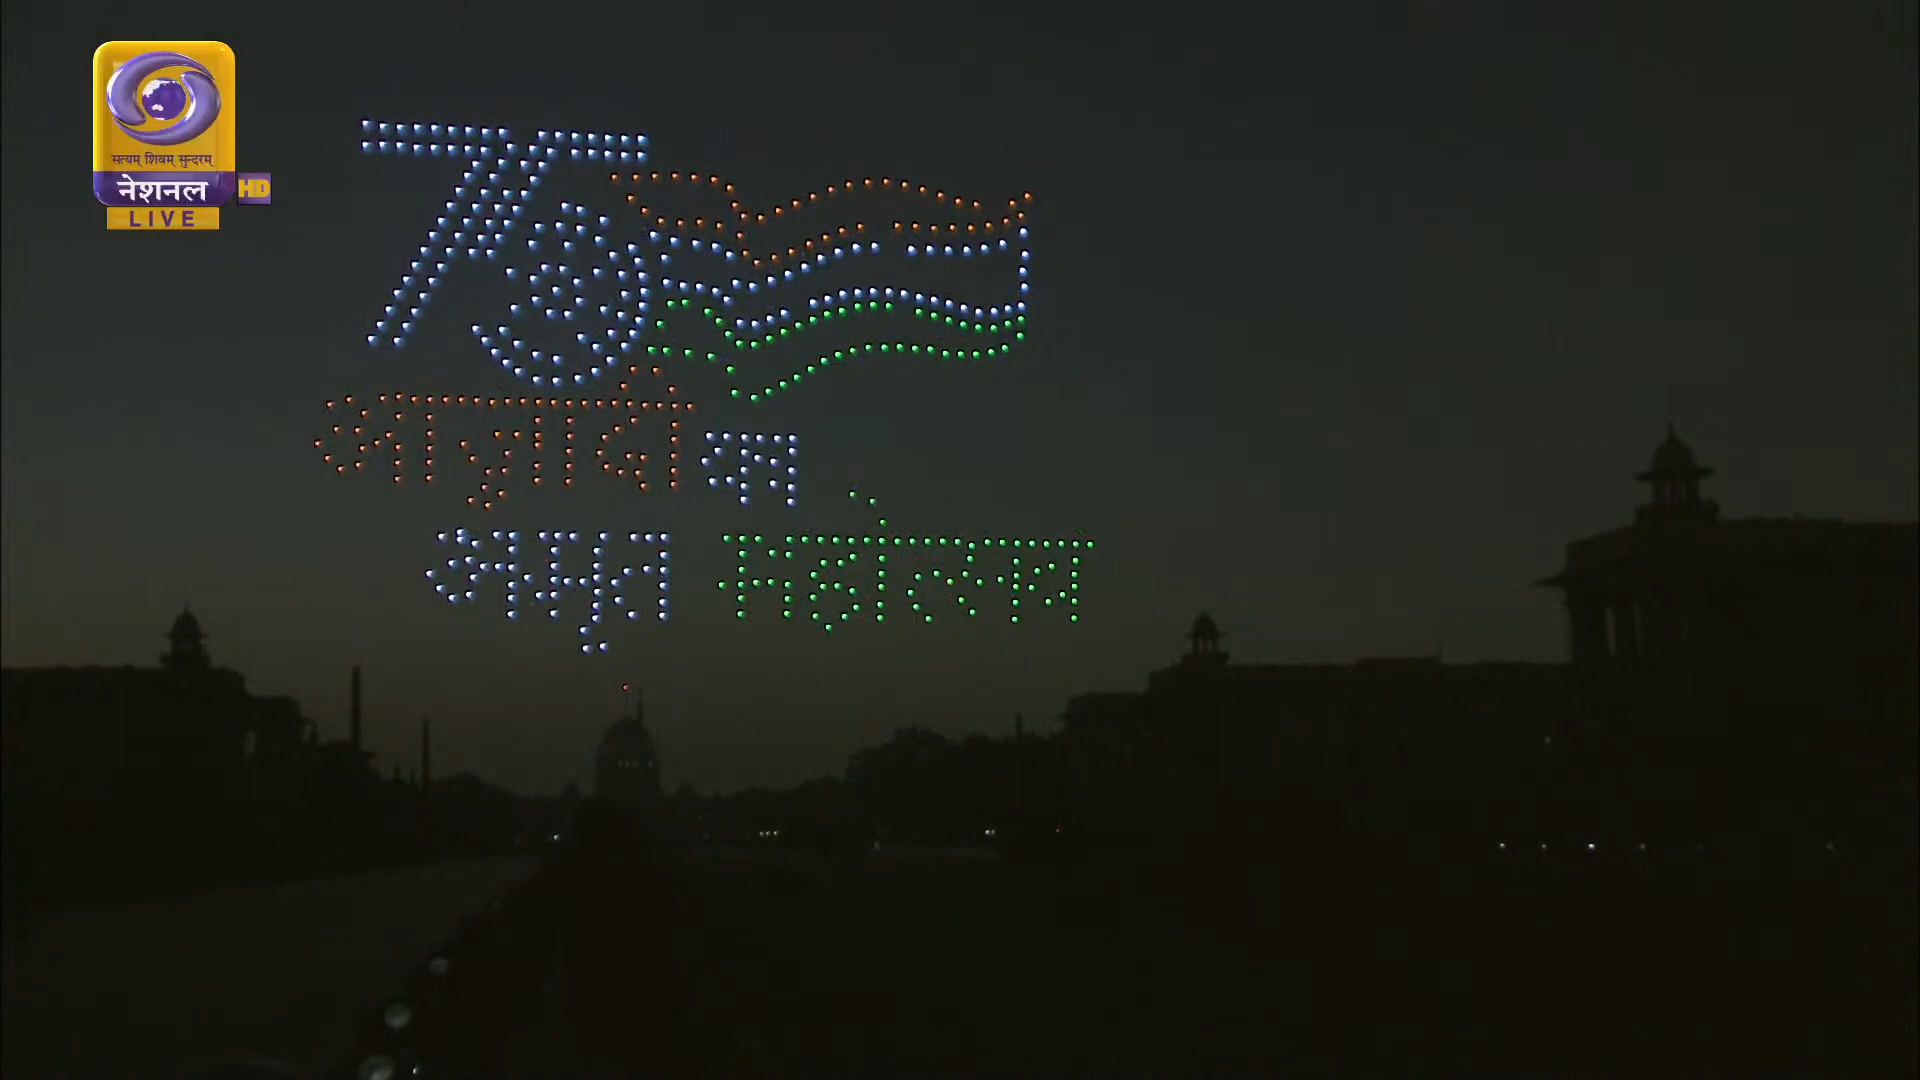 सत्यम् शिवम् सुन्दरम्
नेशनल HD
LIVE
75
आज़ादी का
अमृत महोत्सव